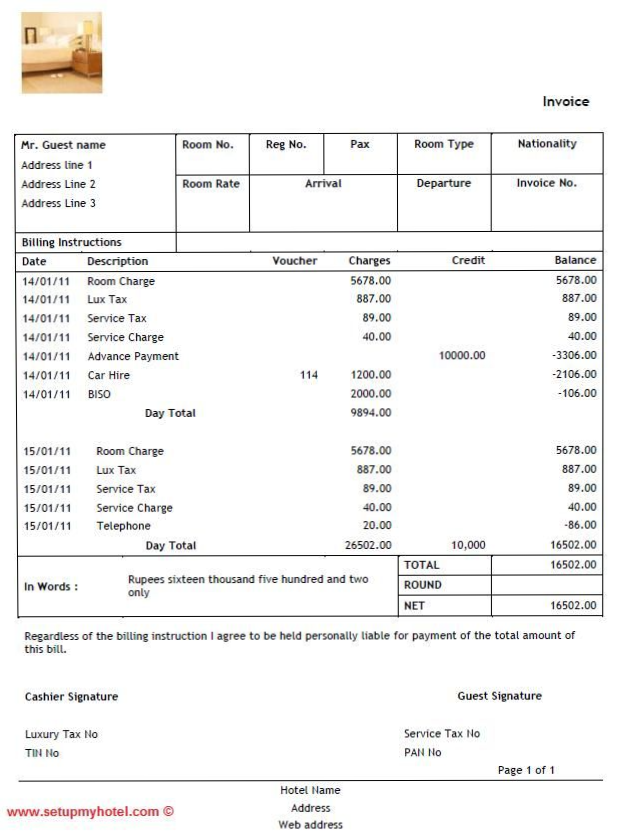 Invoice
Mr. Guest name Room No. Reg No. Pax Room Type Nationality
Address line 1
Address Line 2 Room Rate Arrival Departure Invoice No.
Address Line 3
Billing Instructions
Date Description Voucher Charges Credit Balance
14/01/11 Room Charge 5678.00 5678.00
14/01/11 Lux Tax 887.00 887.00
14/01/11 Service Tax 89.00 89.00
14/01/11 Service Charge 40.00 40.00
14/01/11 Advance Payment 10000.00 -3306.00
14/01/11 Car Hire 114 1200.00 -2106.00
14/01/11 BISO 2000.00 -106.00
Day Total 9894.00
15/01/11 Room Charge 5678.00 5678.00
15/01/11 Lux Tax 887.00 887.00
15/01/11 Service Tax 89.00 89.00
15/01/11 Service Charge 40.00 40.00
15/01/11 Telephone 20.00 -86.00
Day Total 26502.00 10,000 16502.00
TOTAL 16502.00
In Words : Rupees sixteen thousand five hundred and two
only
ROUND
NET 16502.00
Regardless of the billing instruction I agree to be held personally liable for payment of the total amount of
this bill.
Cashier Signature Guest Signature
Luxury Tax No Service Tax No
TIN No PAN No
Page 1 of 1
Hotel Name
Address
Web address
www.setupmyhotel.com ©